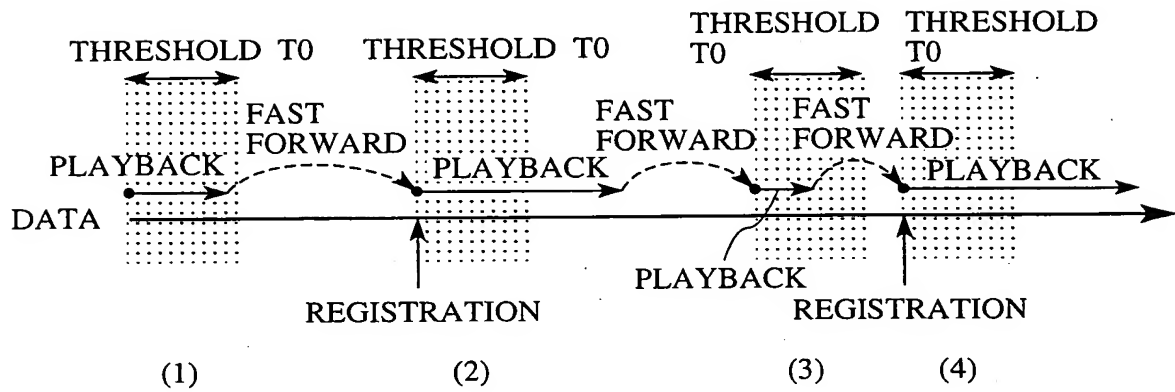 THRESHOLD T0
THRESHOLD T0
THRESHOLD
T0
THRESHOLD
T0
FAST
FORWARD
FAST
FORWARD
FAST
FORWARD
PLAYBACK
PLAYBACK
PLAYBACK
DATA
PLAYBACK
REGISTRATION
REGISTRATION
(1)
(2)
(3)
(4)